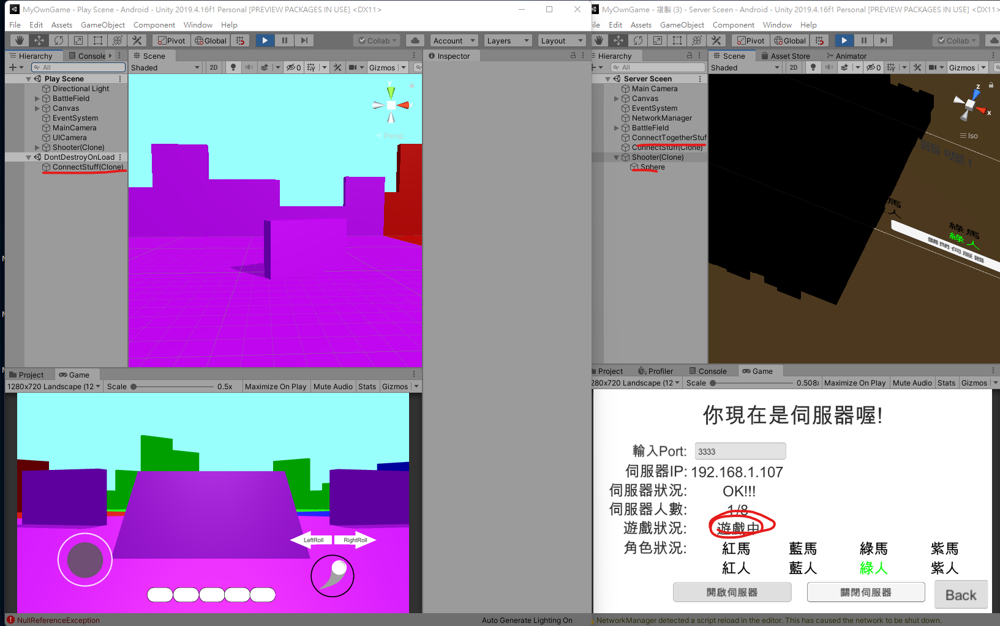 MyOwnGame - Play Scene - Android - Unity 2019.4.16f1 Personal [PREVIEW PACKAGES IN USE] <DX11>
File Edit Assets GameObject Component Window Help
Pivot Global Collab Account Layers Layout
Hierarchy Console Scene Inspector
All Shaded 2D 0 Gizmos
Play Scene
Directional Light
BattleField
Canvas
EventSystem
MainCamera
UICamera
Shooter(Clone)
DontDestroyOnLoad
ConnectStuff(Clone)
y
x
Persp
Project Game
1280x720 Landscape (12 Scale 0.5x Maximize On Play Mute Audio Stats Gizmos
LeftRoll RightRoll
NullReferenceException
Auto Generate Lighting On
MyOwnGame - 複製 (3) - Server Sceen - Android - Unity 2019.4.16f1 Personal [PREVIEW PACKAGES IN USE] <DX11>
ile Edit Assets GameObject Component Window Help
Pivot Global Collab
Hierarchy Scene Asset Store Animator
All Shaded 2D 0 Gizmos
Server Sceen
Main Camera
Canvas
EventSystem
NetworkManager
BattleField
ConnectTogetherStuf
ConnectStuff(Clone)
Shooter(Clone)
Sphere
z
x
Iso
馬
人
綠馬
綠人
關閉伺服器
Project Profiler Console Game
280x720 Landscape (12 Scale 0.508x Maximize On Play Mute Audio Stats Gizmos
你現在是伺服器喔!
輸入Port: 3333
伺服器IP: 192.168.1.107
伺服器狀況: OK!!!
伺服器人數: 1/8
遊戲狀況: 遊戲中
角色狀況: 紅馬 藍馬 綠馬 紫馬
紅人 藍人 綠人 紫人
開啟伺服器 關閉伺服器 Back
NetworkManager detected a script reload in the editor. This has caused the network to be shut down.